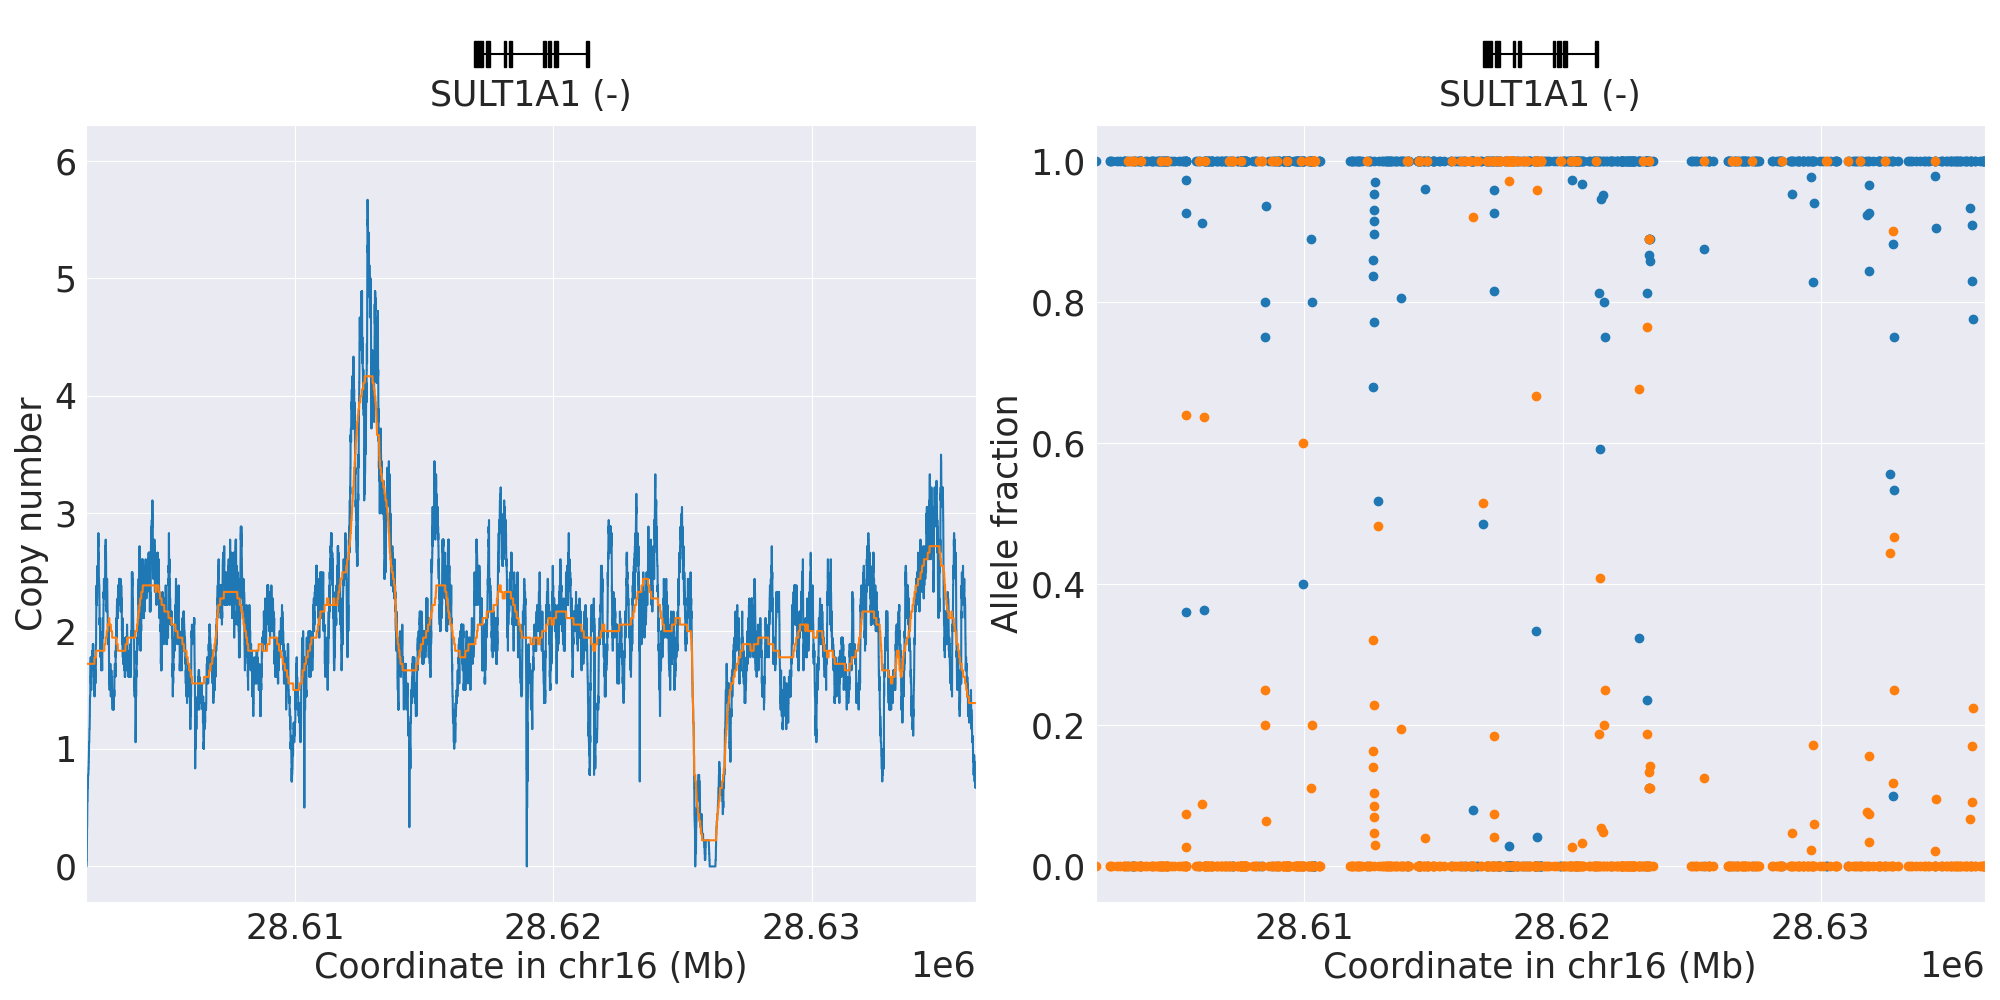 SULT1A1 (-)
Copy number
6
5
4
3
2
1
0
28.61
28.62
28.63
Coordinate in chr16 (Mb)
1e6
SULT1A1 (-)
Allele fraction
1.0
0.8
0.6
0.4
0.2
0.0
28.61
28.62
28.63
Coordinate in chr16 (Mb)
1e6